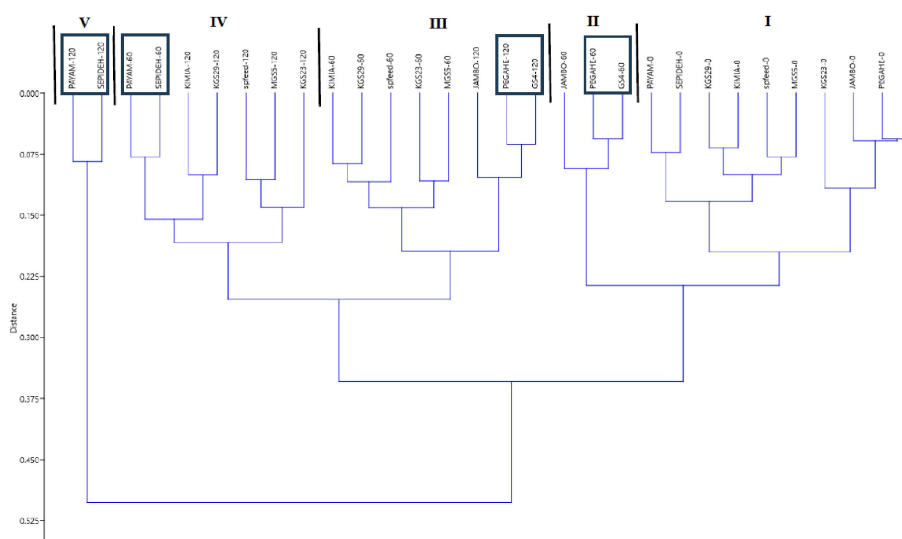 V IV III II I
PAYAM-120
SEPIDEH-120
PAYAM-60
SEPIDEH-60
KIMIA-120
KGS29-120
spfeed-120
MGS5-120
KGS23-120
KIMIA-60
KGS29-60
spfeed-60
KGS23-60
MGS5-60
JAMBO-120
PEGAHE-120
GS4-120
JAMBO-60
PEGAHE-60
GS4-60
PAYAM-0
SEPIDEH-0
KGS29-0
KIMIA-0
spfeed-0
MGS5-0
KGS23-0
JAMBO-0
PEGAHE-0
0.000
0.075
0.150
0.225
0.300
0.375
0.450
0.525
Distance